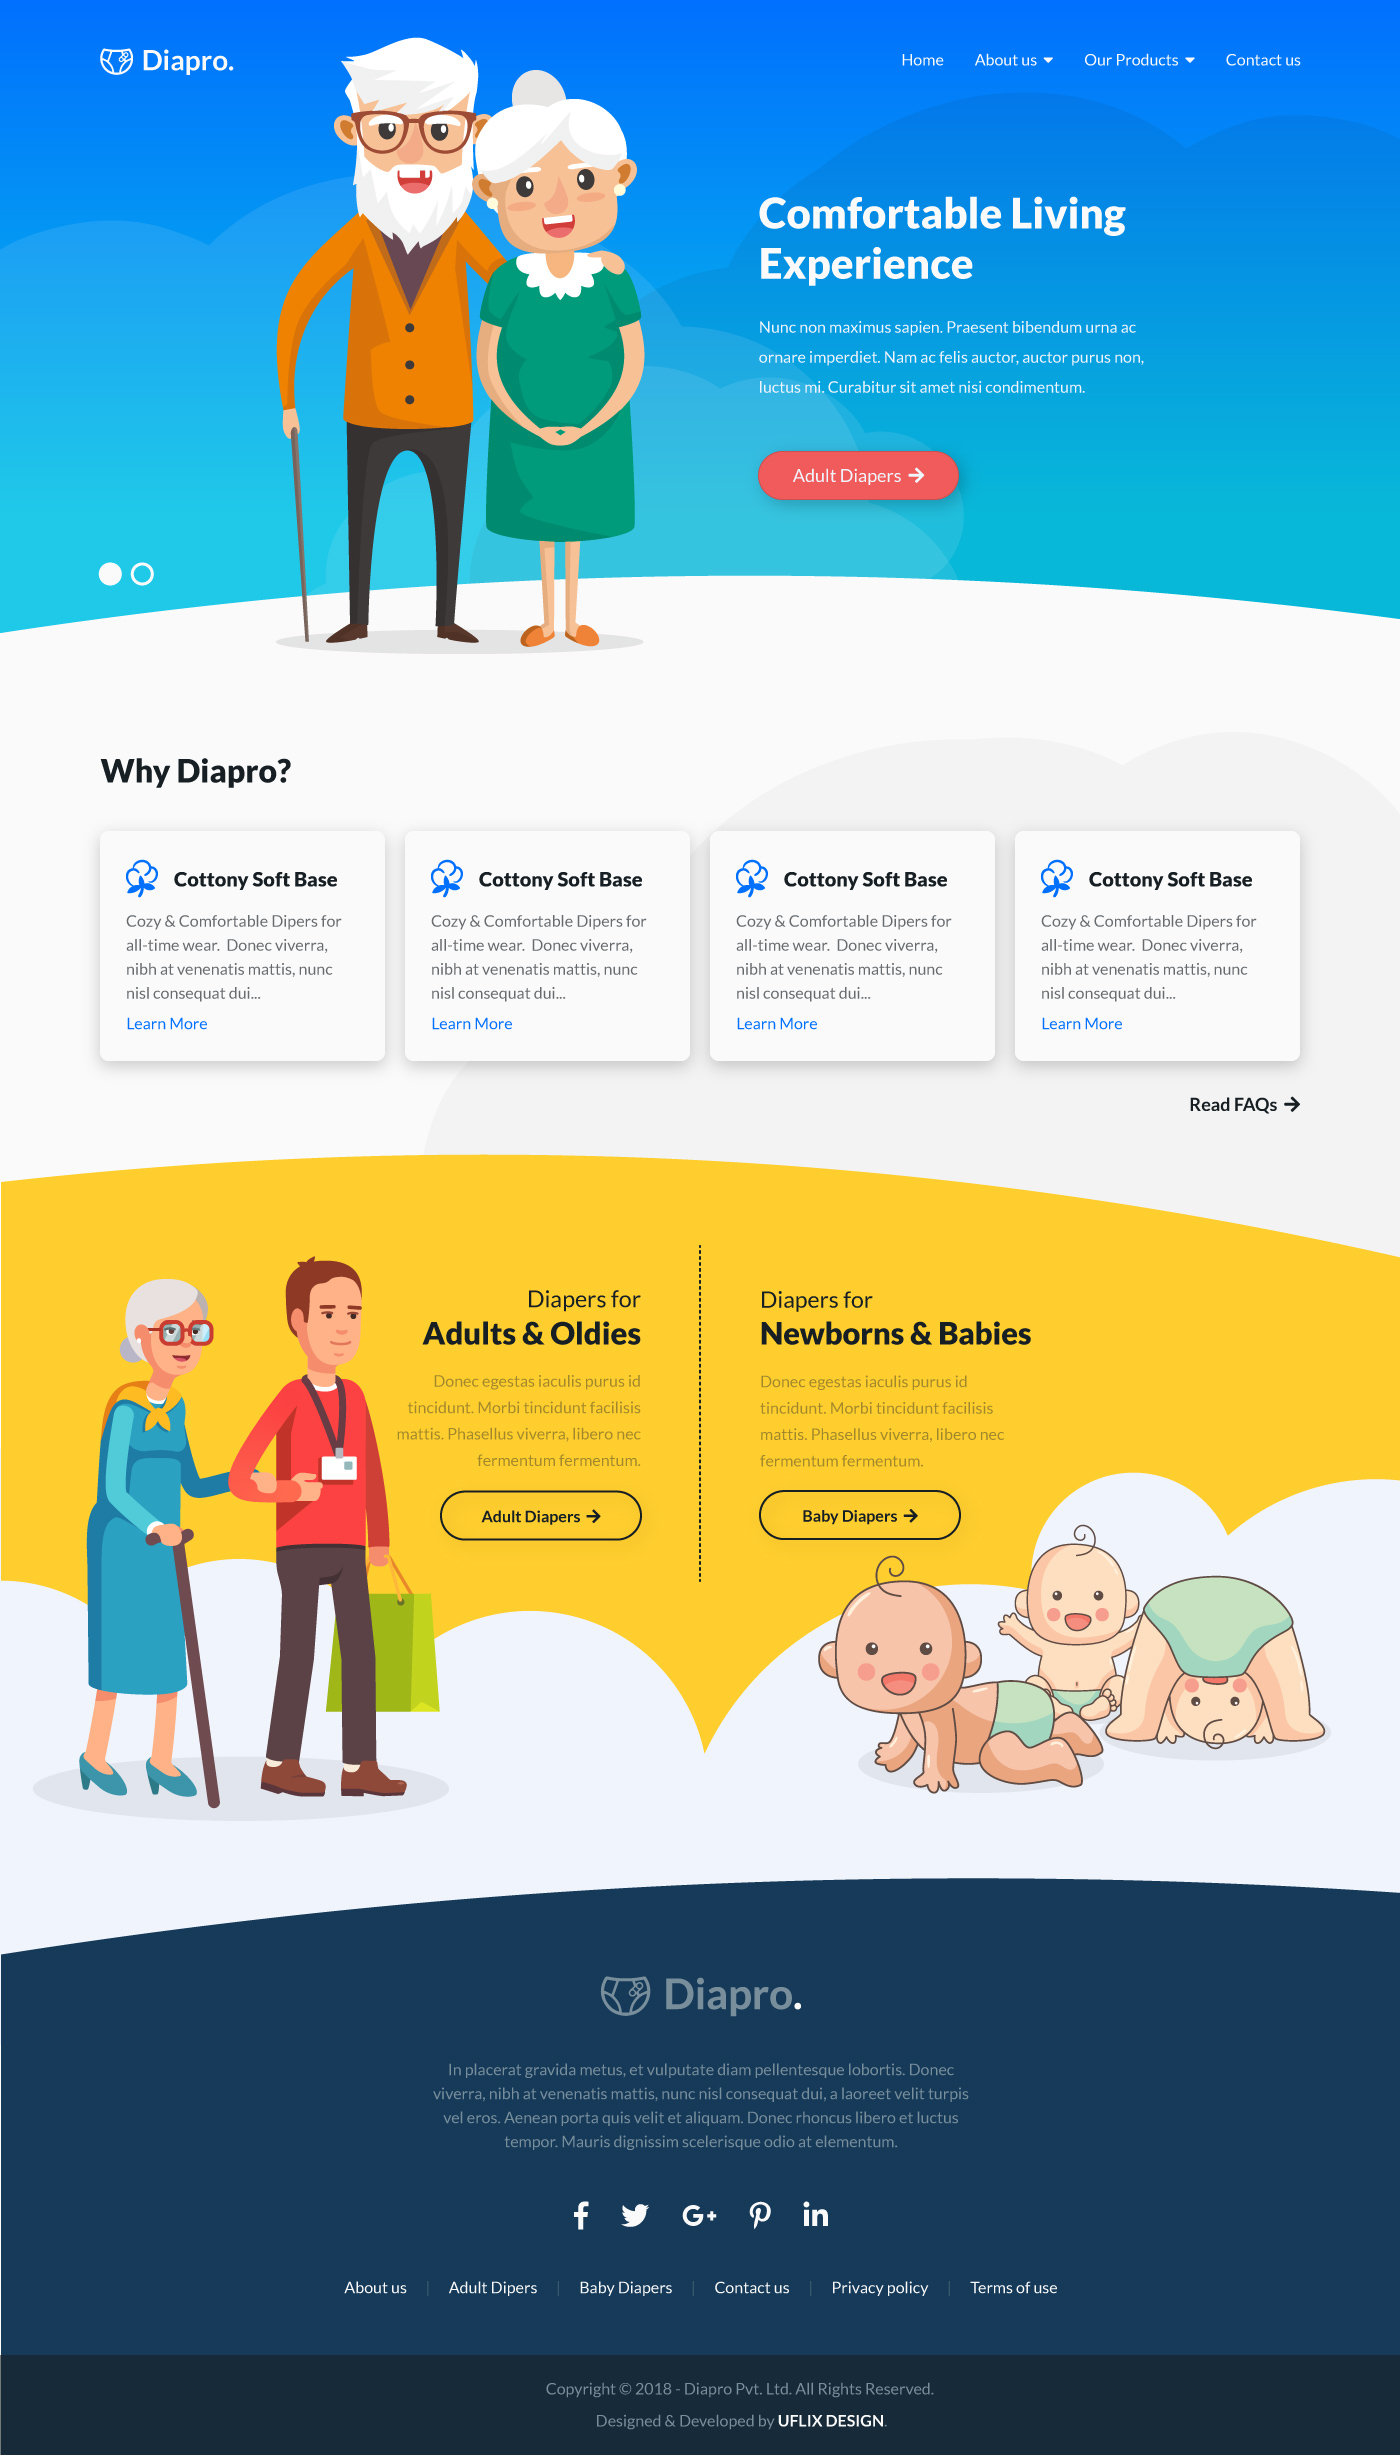 Diapro.
Home
About us
Our Products
Contact us
Comfortable Living
Experience
Nunc non maximus sapien. Praesent bibendum urna ac
ornare imperdiet. Nam ac felis auctor, auctor purus non,
luctus mi. Curabitur sit amet nisi condimentum.
Adult Diapers
Why Diapro?
Cottony Soft Base
Cozy & Comfortable Dipers for
all-time wear.  Donec viverra,
nibh at venenatis mattis, nunc
nisl consequat dui...
Learn More
Cottony Soft Base
Cozy & Comfortable Dipers for
all-time wear.  Donec viverra,
nibh at venenatis mattis, nunc
nisl consequat dui...
Learn More
Cottony Soft Base
Cozy & Comfortable Dipers for
all-time wear.  Donec viverra,
nibh at venenatis mattis, nunc
nisl consequat dui...
Learn More
Cottony Soft Base
Cozy & Comfortable Dipers for
all-time wear.  Donec viverra,
nibh at venenatis mattis, nunc
nisl consequat dui...
Learn More
Read FAQs
Diapers for
Adults & Oldies
Donec egestas iaculis purus id
tincidunt. Morbi tincidunt facilisis
mattis. Phasellus viverra, libero nec
fermentum fermentum.
Adult Diapers
Diapers for
Newborns & Babies
Donec egestas iaculis purus id
tincidunt. Morbi tincidunt facilisis
mattis. Phasellus viverra, libero nec
fermentum fermentum.
Baby Diapers
Diapro.
In placerat gravida metus, et vulputate diam pellentesque lobortis. Donec
viverra, nibh at venenatis mattis, nunc nisl consequat dui, a laoreet velit turpis
vel eros. Aenean porta quis velit et aliquam. Donec rhoncus libero et luctus
tempor. Mauris dignissim scelerisque odio at elementum.
About us | Adult Dipers | Baby Diapers | Contact us | Privacy policy | Terms of use
Copyright © 2018 - Diapro Pvt. Ltd. All Rights Reserved.
Designed & Developed by UFLIX DESIGN.